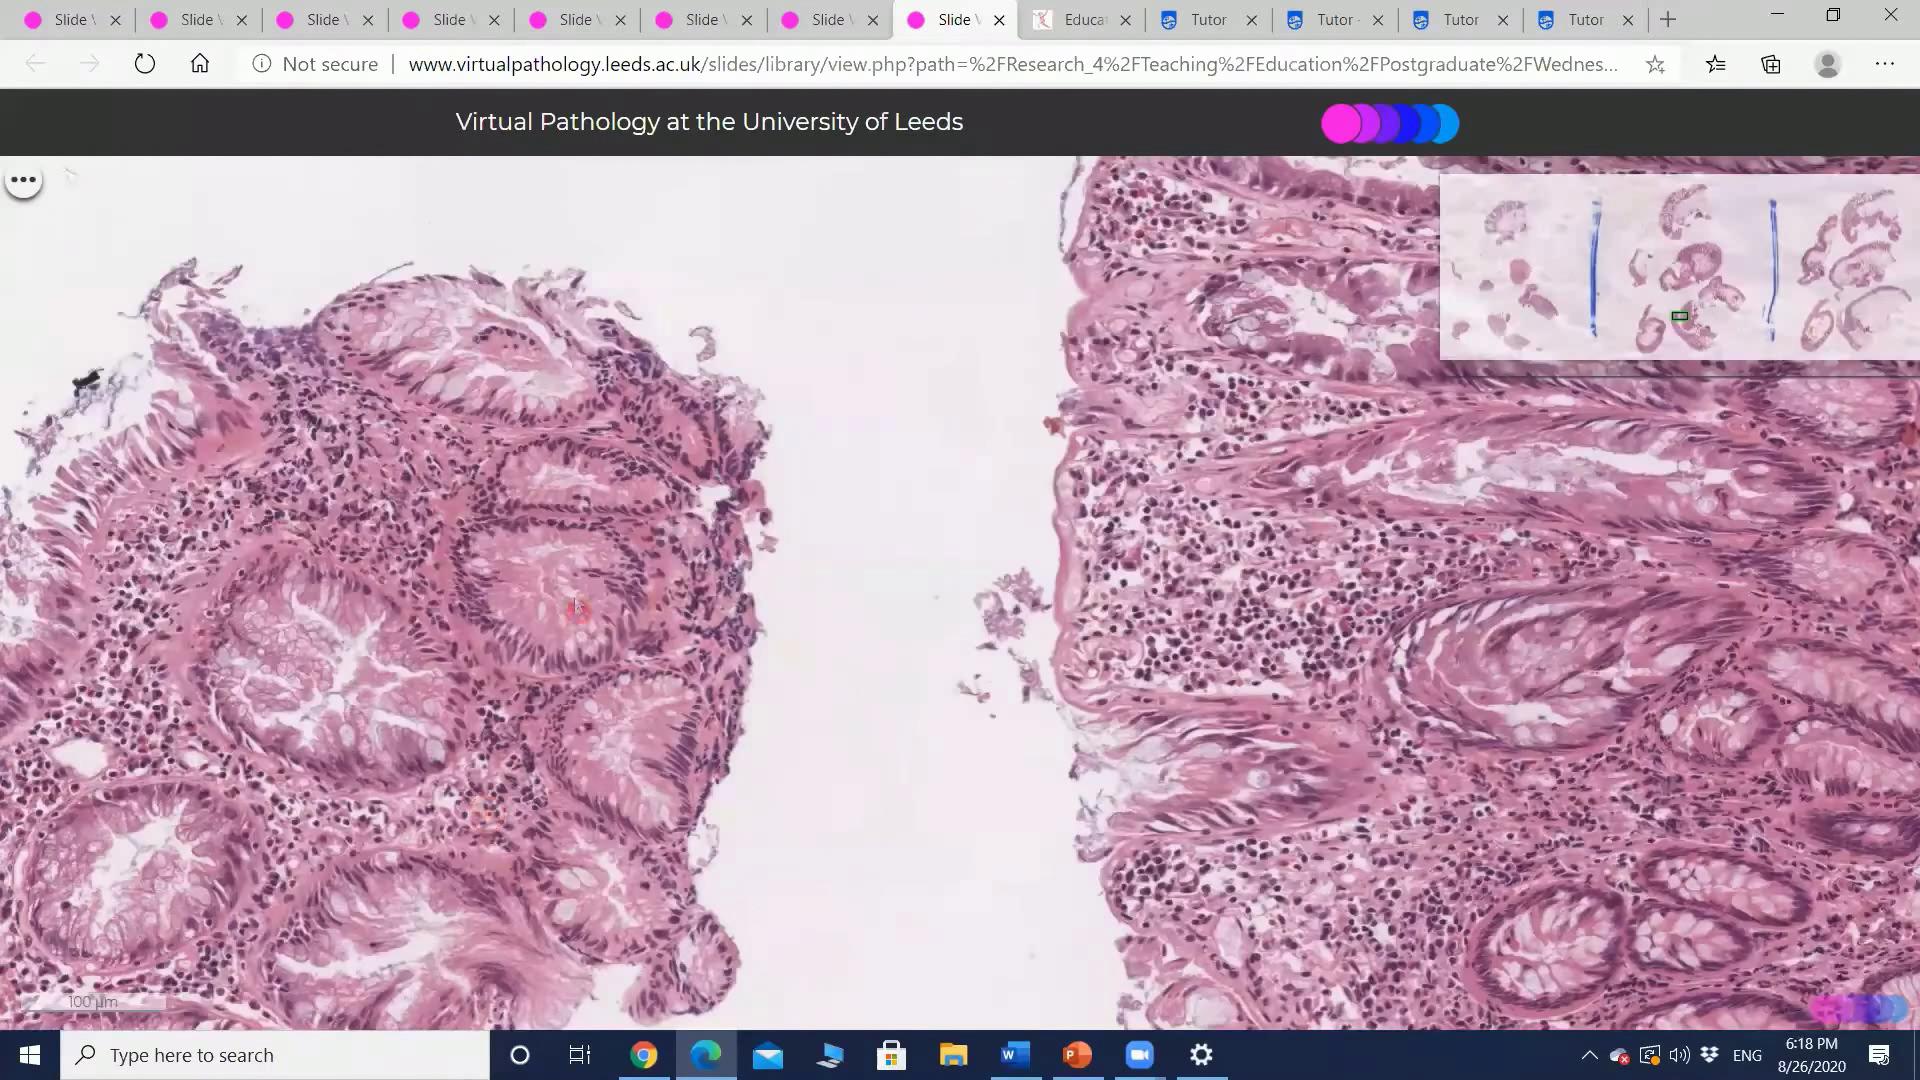 Slide \ Slide \ Slide \ Slide \ Slide \ Slide \ Slide \ Slide V Educat Tutor Tutor - Tutor Tutor
Not secure www.virtualpathology.leeds.ac.uk/slides/library/view.php?path=%2FResearch_4%2FTeaching%2FEducation%2FPostgraduate%2FWednes...
Virtual Pathology at the University of Leeds
100 µm
Type here to search
ENG
6:18 PM
8/26/2020